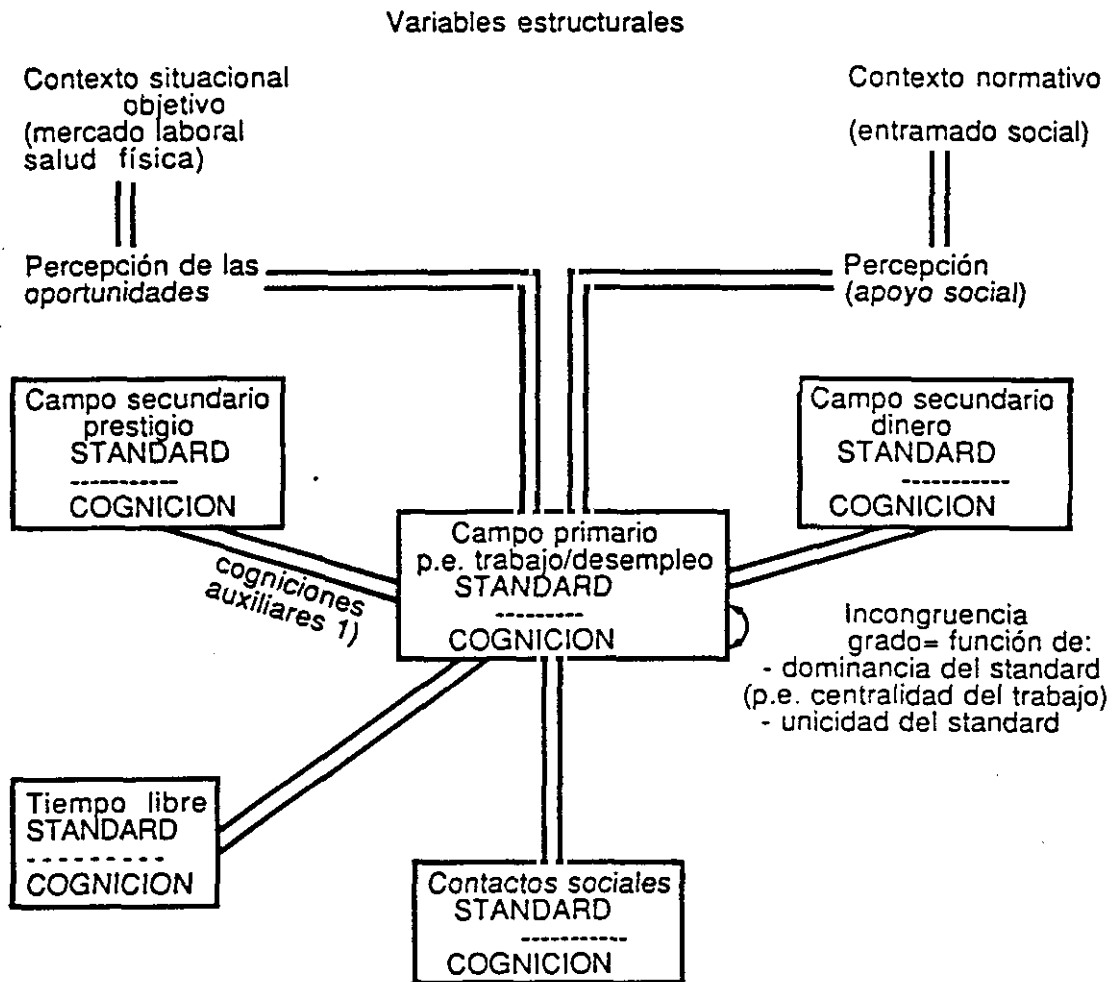 Variables estructurales
Contexto situacional
objetivo
(mercado laboral
salud física)
Contexto normativo
(entramado social)
Percepción de las
oportunidades
Percepción
(apoyo social)
Campo secundario
prestigio
STANDARD
-----------
COGNICION
Campo secundario
dinero
STANDARD
-----------
COGNICION
cogniciones
auxiliares 1)
Campo primario
p.e. trabajo/desempleo
STANDARD
---------
COGNICION
Incongruencia
grado= función de:
- dominancia del standard
(p.e. centralidad del trabajo)
- unicidad del standard
Tiempo libre
STANDARD
----------
COGNICION
Contactos sociales
STANDARD
-----------
COGNICION